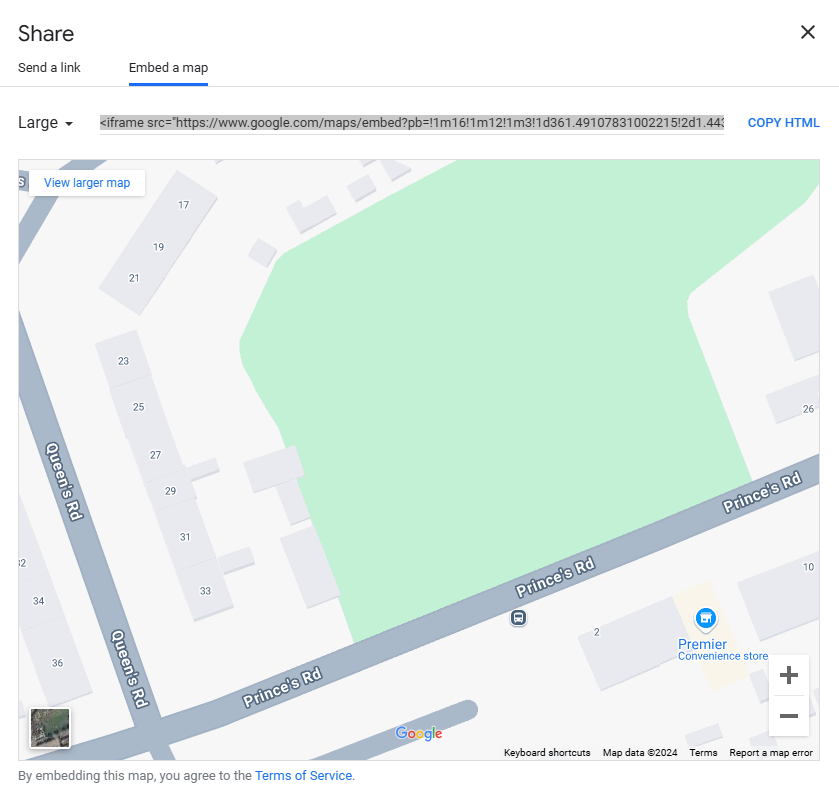 Share
Send a link
Embed a map
Large
<iframe src="https://www.google.com/maps/embed?pb=!1m16!1m12!1m3!1d361.49107831002215!2d1.443
COPY HTML
View larger map
17
19
21
23
25
26
27
Queen's Rd
Prince's Rd
29
31
32
Prince's Rd
10
33
34
2
Premier
Convenience store
36
Queen's Rd
Prince's Rd
Google
Keyboard shortcuts
Map data ©2024
Terms
Report a map error
By embedding this map, you agree to the Terms of Service.